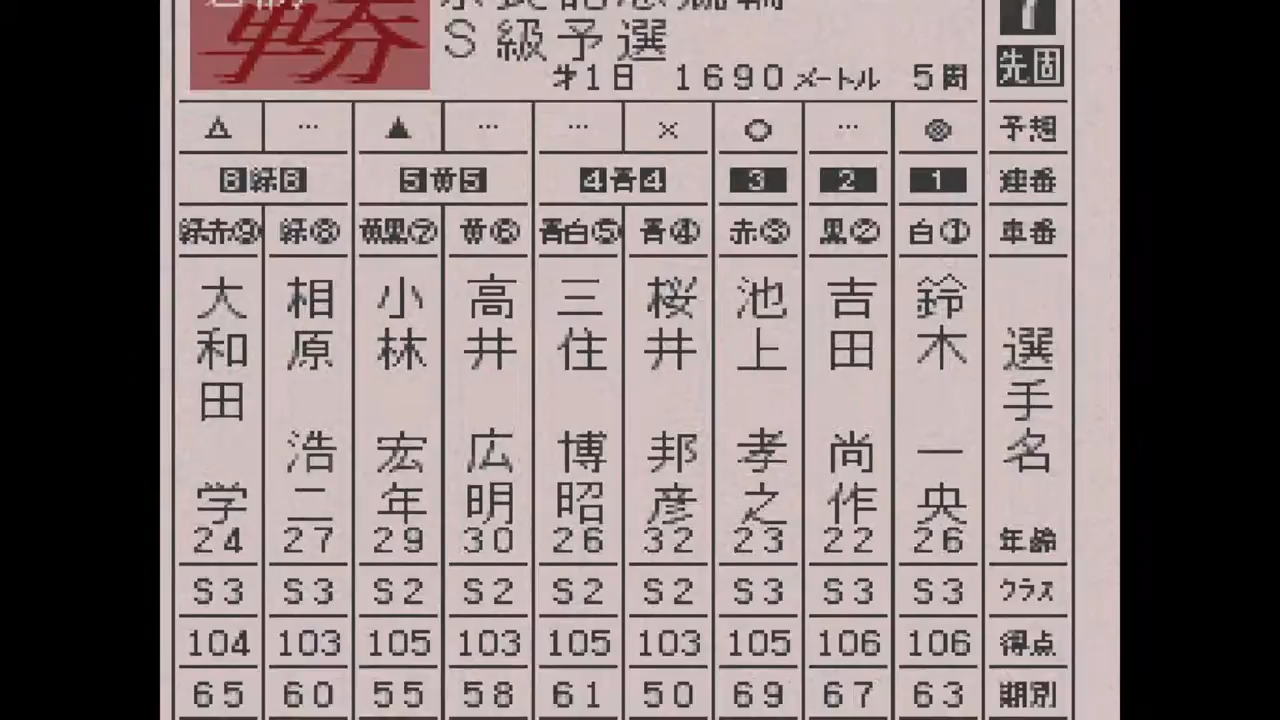 S級予選
才1日 1690メートル 5周
7
先固
予想 ◎ … ○ × … … ▲ … △
連番 1 2 3 4青4 5黄5 6緑6
車番 白① 黒② 赤③ 青④ 青白⑤ 黄⑥ 黄黒⑦ 緑⑧ 緑赤⑨
選手名
鈴木 一央
吉田 尚作
池上 孝之
桜井 邦彦
三住 博昭
高井 広明
小林 宏年
相原 浩二
大和田 学
年齢 26 22 23 32 26 30 29 27 24
クラス S3 S3 S3 S2 S2 S2 S2 S3 S3
得点 106 106 105 103 105 103 105 103 104
期別 63 67 69 50 61 58 55 60 65